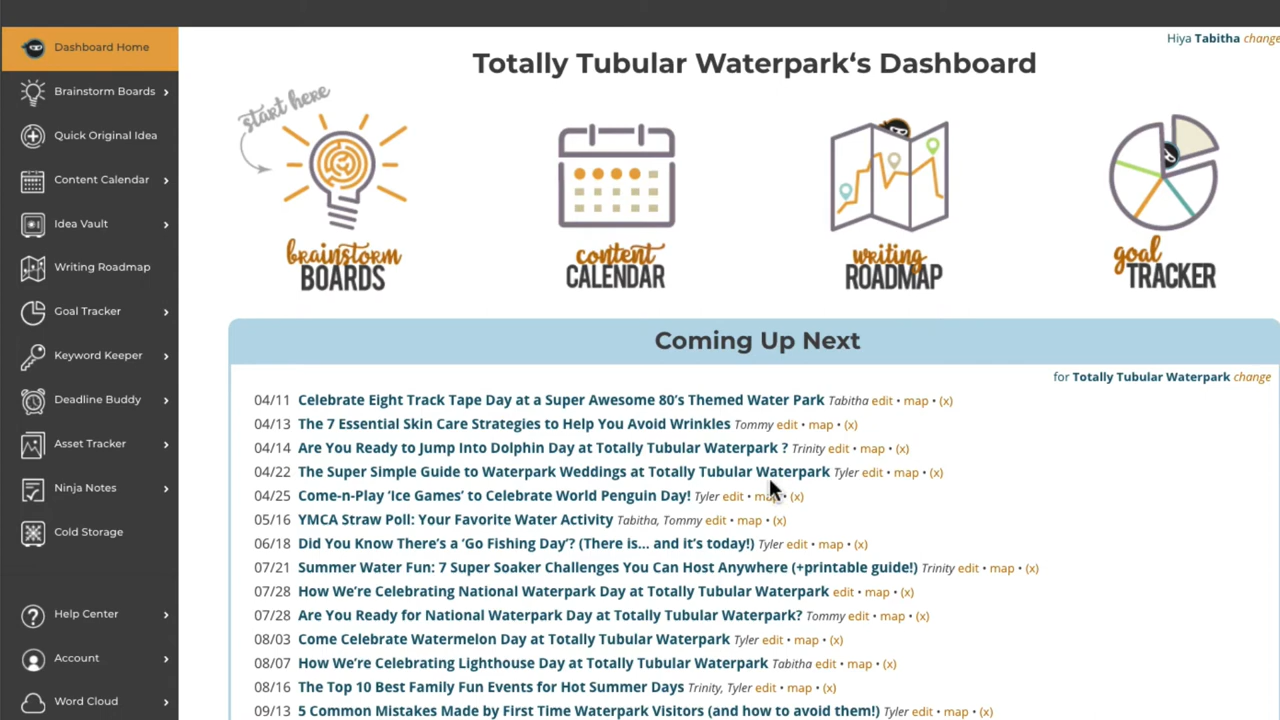 Dashboard Home
Brainstorm Boards
Quick Original Idea
Content Calendar
Idea Vault
Writing Roadmap
Goal Tracker
Keyword Keeper
Deadline Buddy
Asset Tracker
Ninja Notes
Cold Storage
Help Center
Account
Word Cloud
Hiya Tabitha change
Totally Tubular Waterpark‘s Dashboard
start here
brainstorm
BOARDS
content
CALENDAR
writing
ROADMAP
goal
TRACKER
Coming Up Next
for Totally Tubular Waterpark change
04/11 Celebrate Eight Track Tape Day at a Super Awesome 80’s Themed Water Park Tabitha edit • map • (x)
04/13 The 7 Essential Skin Care Strategies to Help You Avoid Wrinkles Tommy edit • map • (x)
04/14 Are You Ready to Jump Into Dolphin Day at Totally Tubular Waterpark ? Trinity edit • map • (x)
04/22 The Super Simple Guide to Waterpark Weddings at Totally Tubular Waterpark Tyler edit • map • (x)
04/25 Come-n-Play ‘Ice Games’ to Celebrate World Penguin Day! Tyler edit • map • (x)
05/16 YMCA Straw Poll: Your Favorite Water Activity Tabitha, Tommy edit • map • (x)
06/18 Did You Know There’s a ‘Go Fishing Day’? (There is... and it’s today!) Tyler edit • map • (x)
07/21 Summer Water Fun: 7 Super Soaker Challenges You Can Host Anywhere (+printable guide!) Trinity edit • map • (x)
07/28 How We’re Celebrating National Waterpark Day at Totally Tubular Waterpark edit • map • (x)
07/28 Are You Ready for National Waterpark Day at Totally Tubular Waterpark? Tommy edit • map • (x)
08/03 Come Celebrate Watermelon Day at Totally Tubular Waterpark Tyler edit • map • (x)
08/07 How We’re Celebrating Lighthouse Day at Totally Tubular Waterpark Tabitha edit • map • (x)
08/16 The Top 10 Best Family Fun Events for Hot Summer Days Trinity, Tyler edit • map • (x)
09/13 5 Common Mistakes Made by First Time Waterpark Visitors (and how to avoid them!) Tyler edit • map • (x)